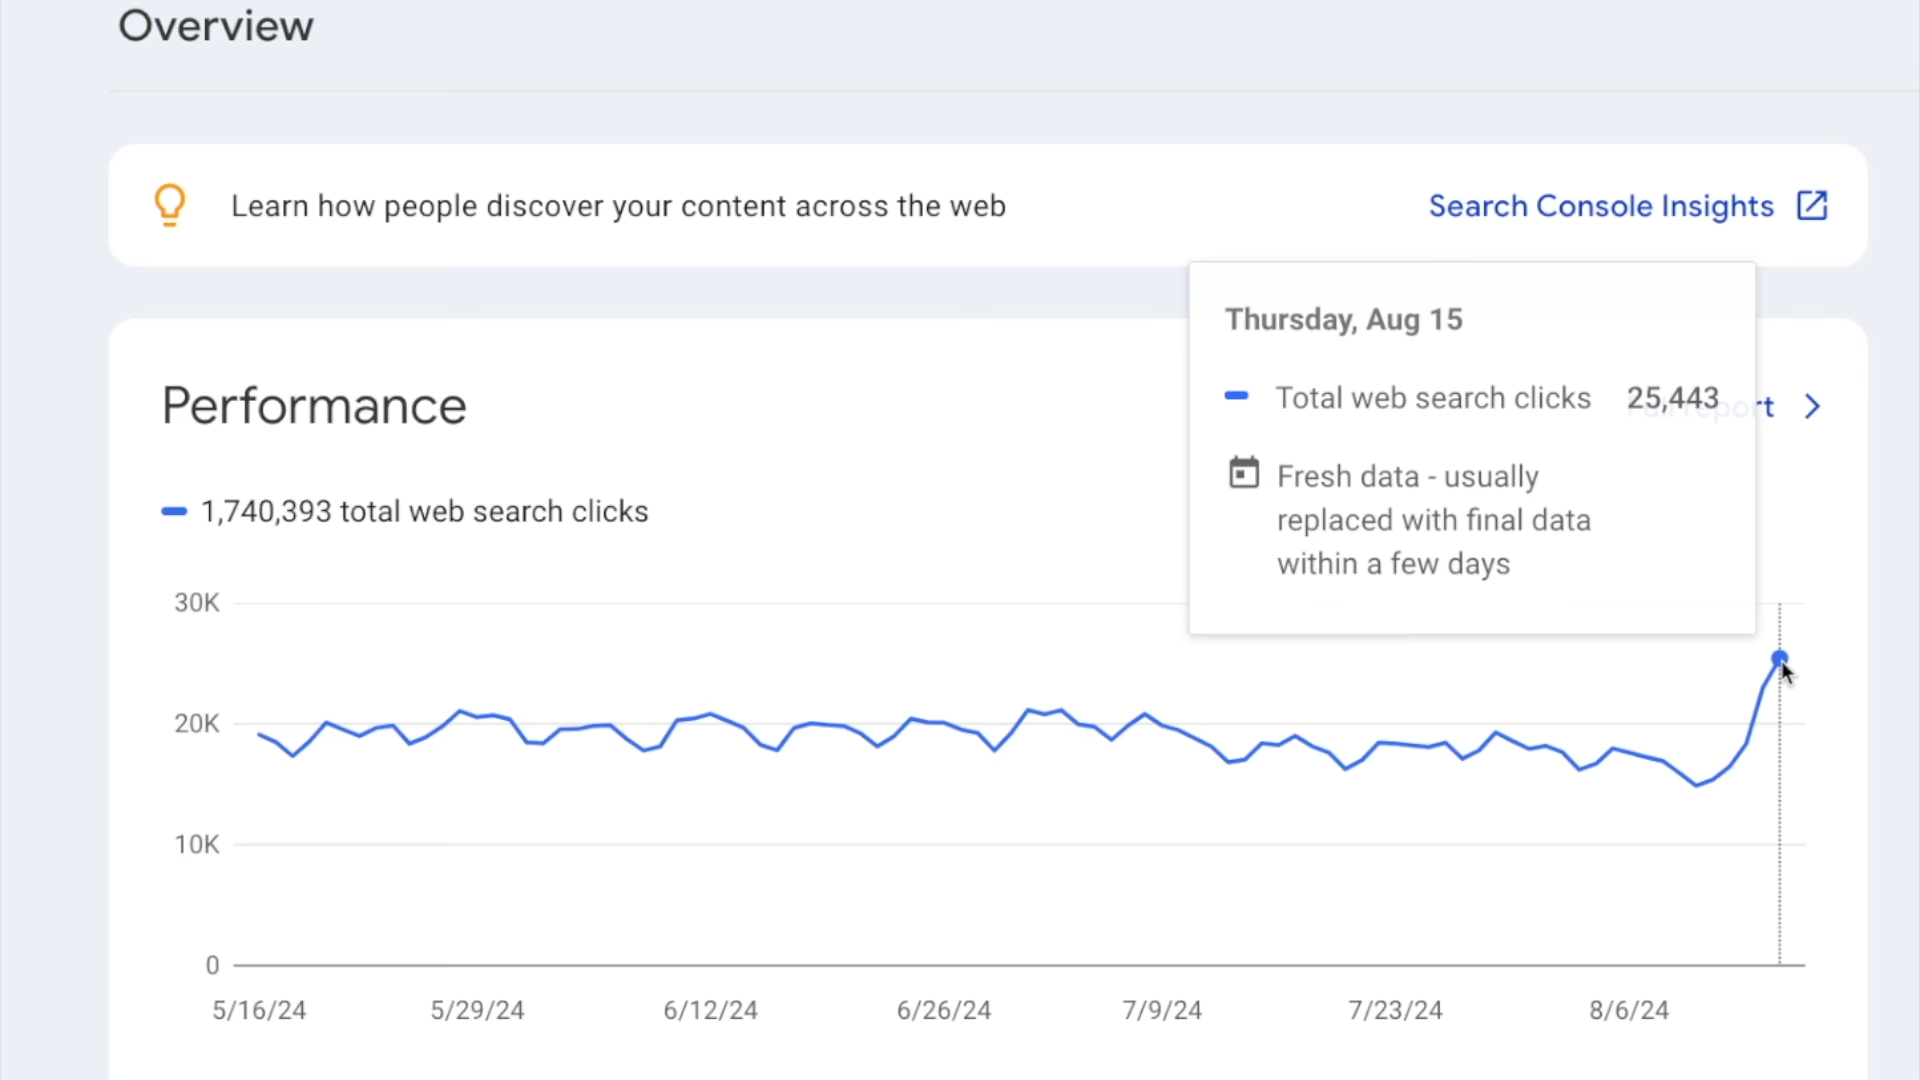 Overview
Learn how people discover your content across the web
Search Console Insights
Thursday, Aug 15
Total web search clicks 25,443
Fresh data - usually
replaced with final data
within a few days
Performance
Full report
1,740,393 total web search clicks
30K
20K
10K
0
5/16/24 5/29/24 6/12/24 6/26/24 7/9/24 7/23/24 8/6/24